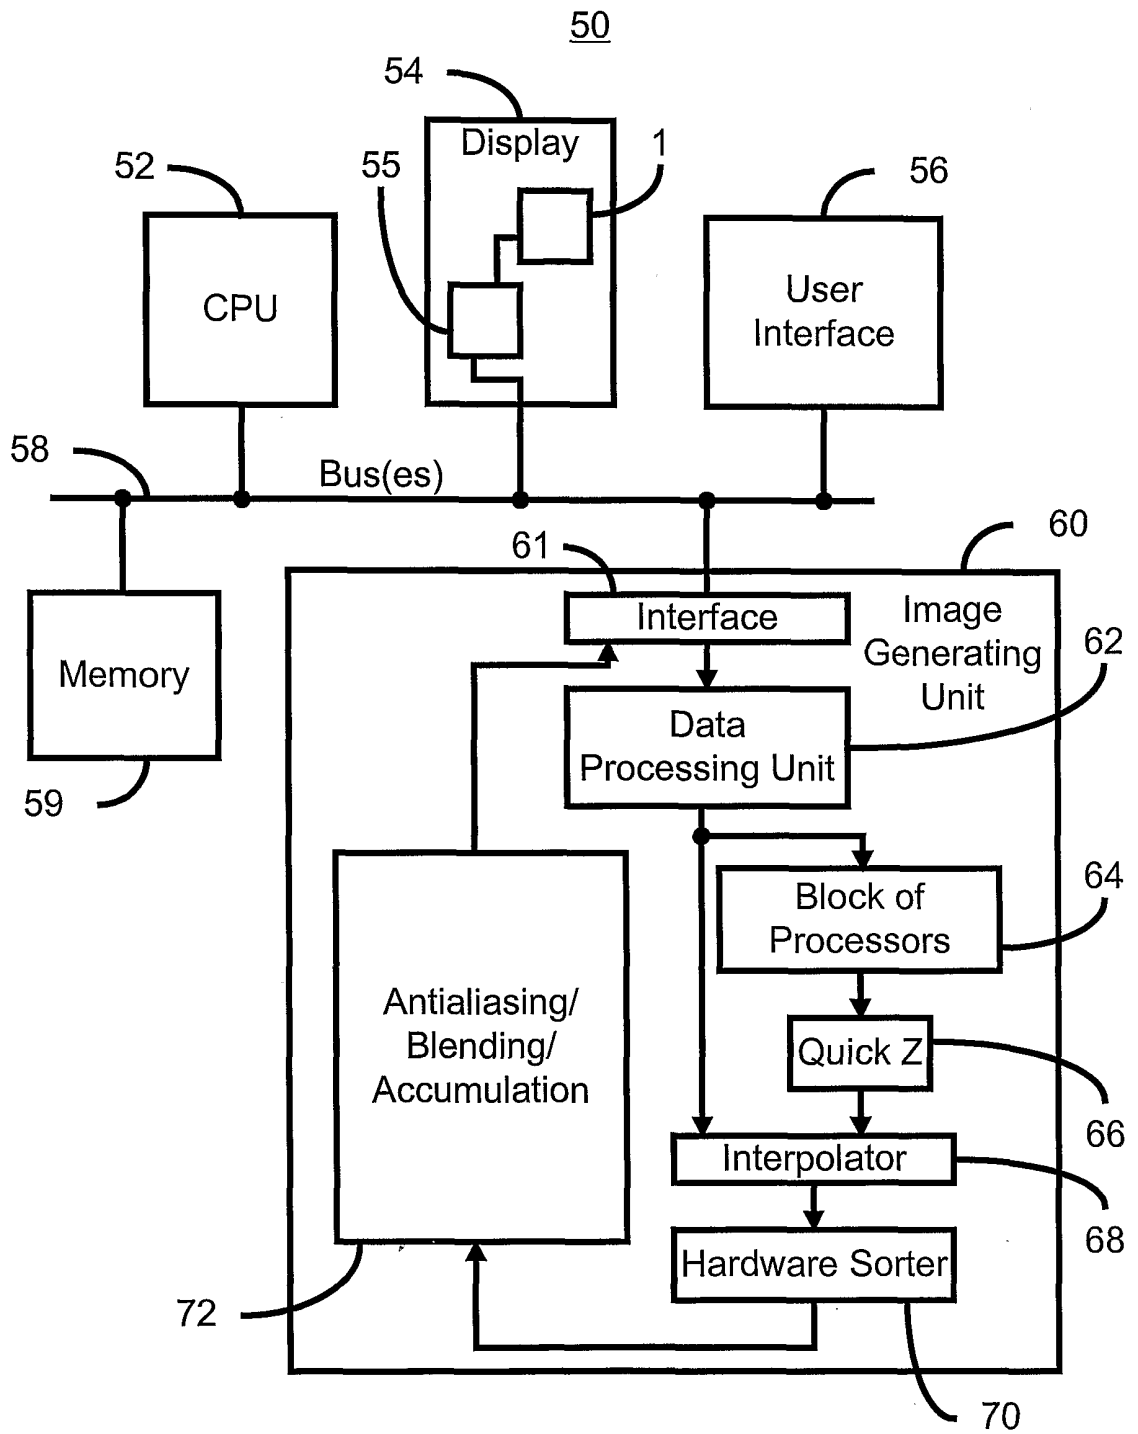 50
54
Display
52
55
1
56
CPU
User
Interface
58
Bus(es)
61
60
Interface
Image
Generating
Unit
62
Memory
Data
Processing Unit
59
64
Block of
Processors
Antialiasing/
Blending/
Accumulation
Quick Z
66
Interpolator
68
Hardware Sorter
72
70